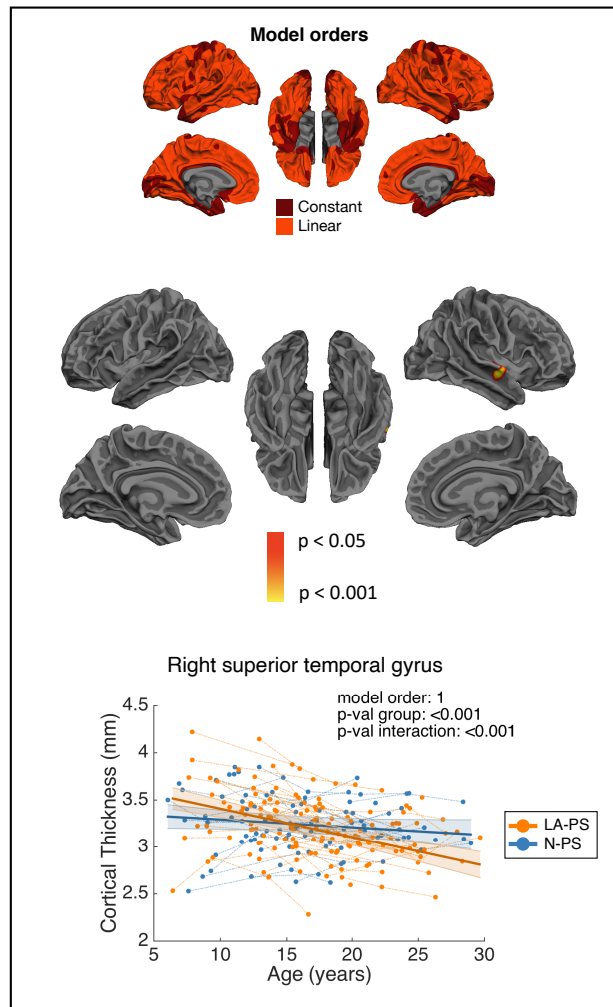 Model orders
Constant
Linear
p < 0.05
p < 0.001
Right superior temporal gyrus
model order: 1
p-val group: <0.001
p-val interaction: <0.001
Cortical Thickness (mm)
4.5
4
3.5
3
2.5
2
5
10
15
20
25
30
Age (years)
LA-PS
N-PS